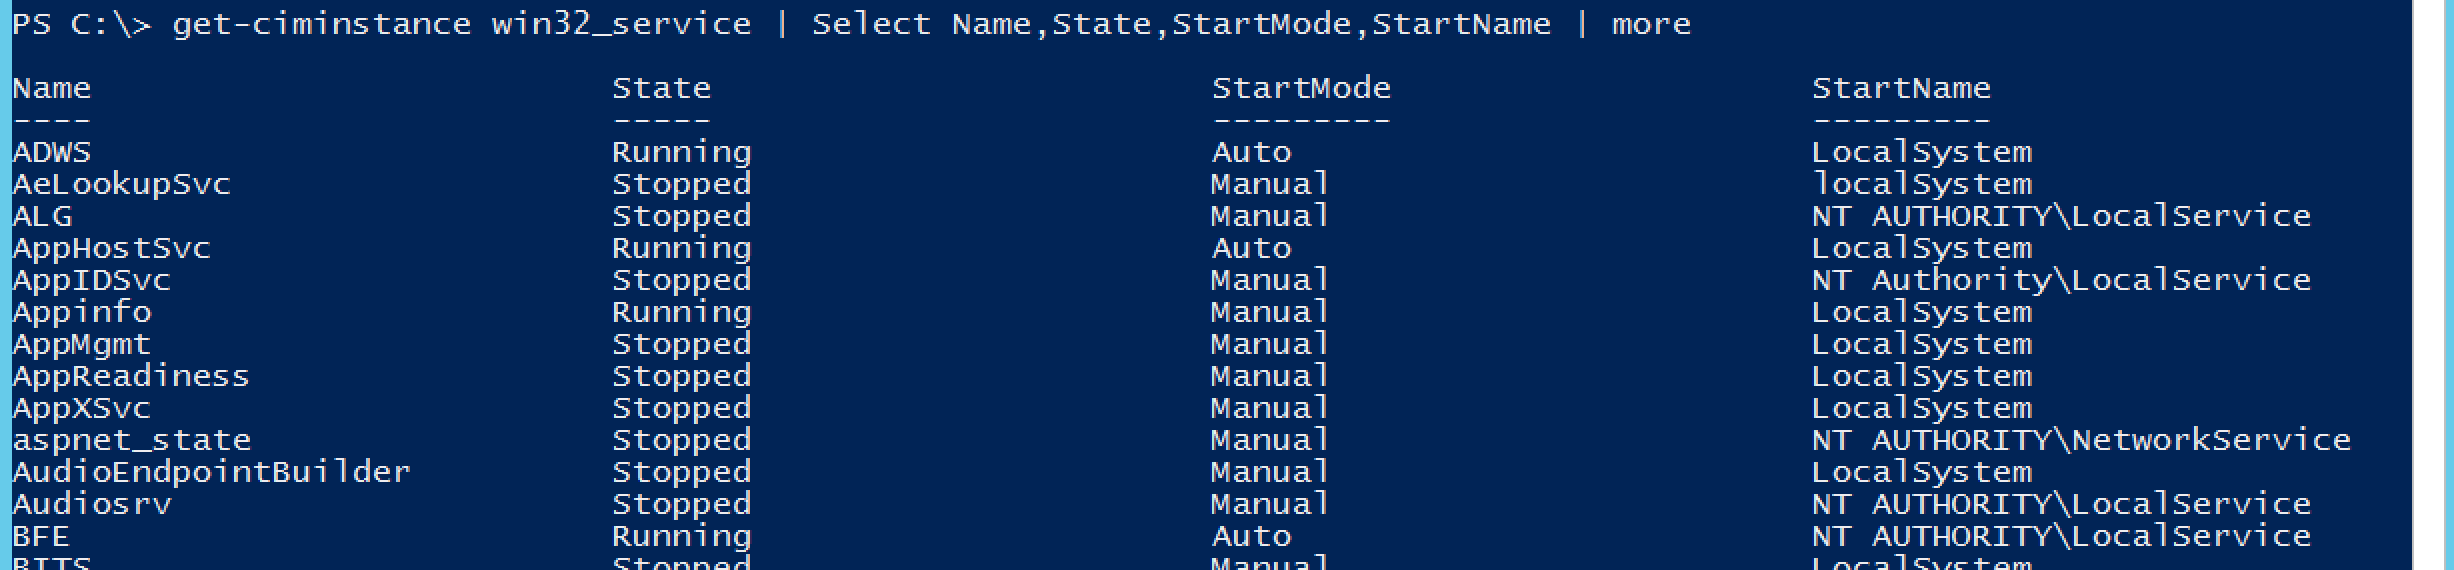 PS C:\> get-ciminstance win32_service | Select Name,State,StartMode,StartName | more
Name State StartMode StartName
---- ----- --------- ---------
ADWS Running Auto LocalSystem
AeLookupSvc Stopped Manual localSystem
ALG Stopped Manual NT AUTHORITY\LocalService
AppHostSvc Running Auto LocalSystem
AppIDSvc Stopped Manual NT Authority\LocalService
Appinfo Running Manual LocalSystem
AppMgmt Stopped Manual LocalSystem
AppReadiness Stopped Manual LocalSystem
AppXSvc Stopped Manual LocalSystem
aspnet_state Stopped Manual NT AUTHORITY\NetworkService
AudioEndpointBuilder Stopped Manual LocalSystem
Audiosrv Stopped Manual NT AUTHORITY\LocalService
BFE Running Auto NT AUTHORITY\LocalService
BITS Stopped Manual LocalSystem